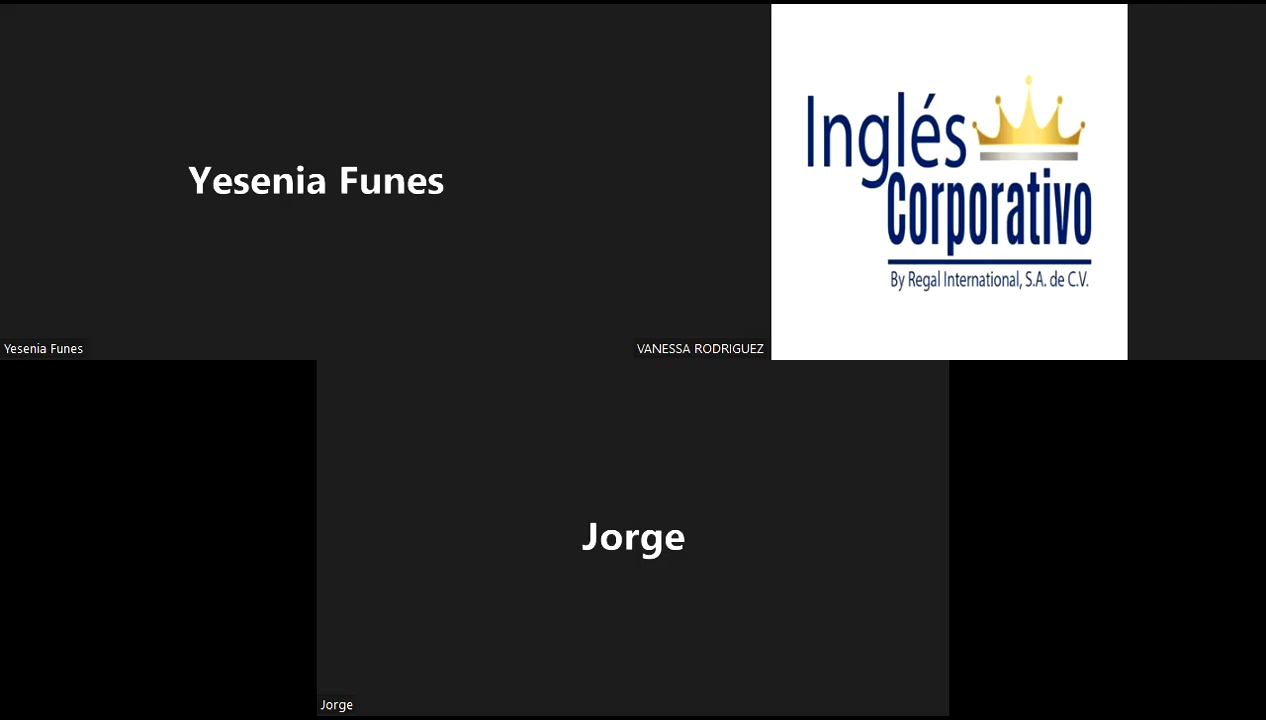 Yesenia Funes
Yesenia Funes
Inglés
Corporativo
By Regal International, S.A. de C.V.
VANESSA RODRIGUEZ
Jorge
Jorge